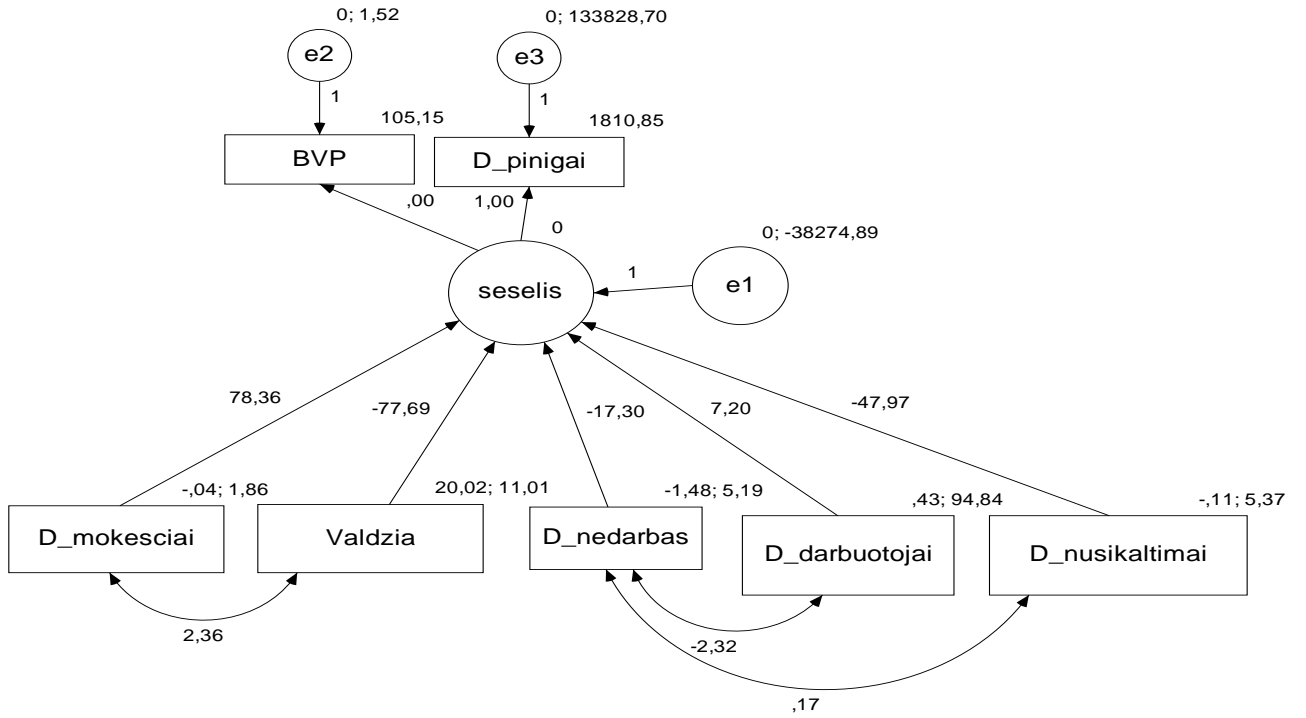 0; 1,52
0; 133828,70
e2
e3
1
1
105,15
1810,85
BVP
D_pinigai
,00
1,00
0
0; -38274,89
seselis
1
e1
78,36
-77,69
-17,30
7,20
-47,97
-,04; 1,86
20,02; 11,01
-1,48; 5,19
,43; 94,84
-,11; 5,37
D_mokesciai
Valdzia
D_nedarbas
D_darbuotojai
D_nusikaltimai
2,36
-2,32
,17